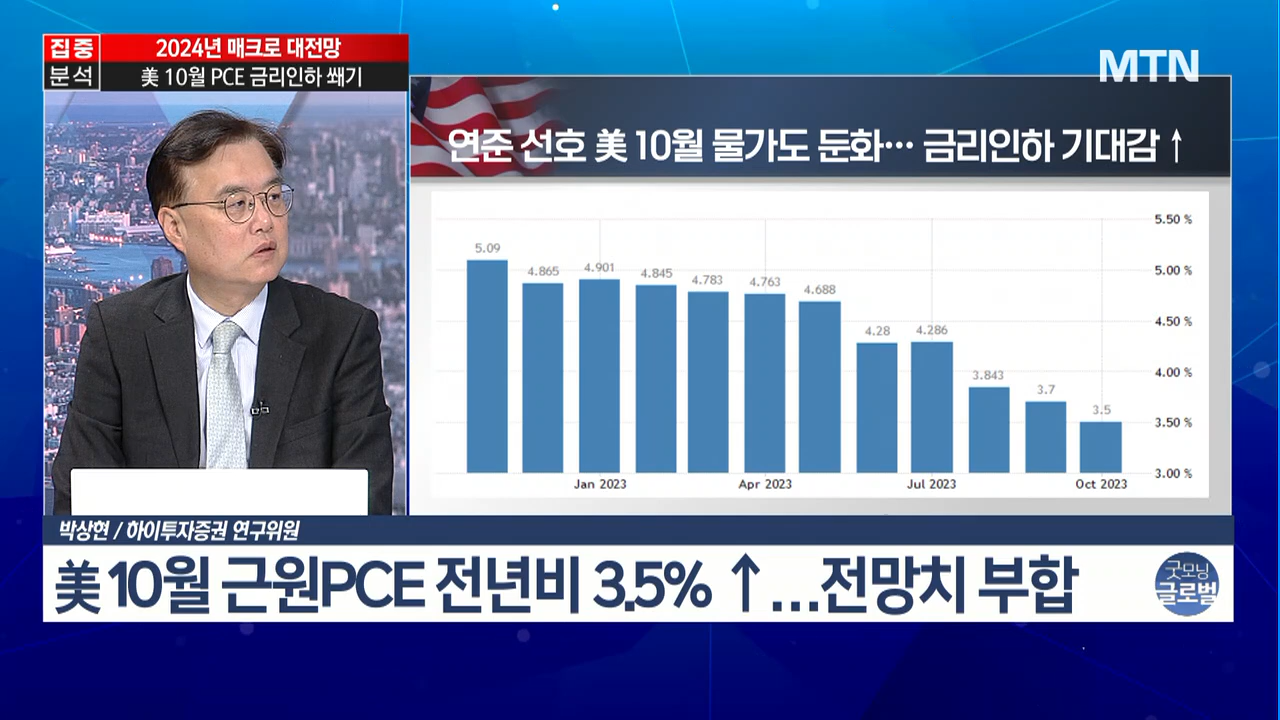 집중
분석
2024년 매크로 대전망
美 10월 PCE 금리인하 쐐기
MTN
연준 선호 美 10월 물가도 둔화… 금리인하 기대감 ↑
5.50 %
5.00 %
4.50 %
4.00 %
3.50 %
3.00 %
5.09
4.865
4.901
4.845
4.783
4.763
4.688
4.28
4.286
3.843
3.7
3.5
Jan 2023
Apr 2023
Jul 2023
Oct 2023
박상현 / 하이투자증권 연구위원
美 10월 근원PCE 전년비 3.5% ↑...전망치 부합
굿모닝
글로벌